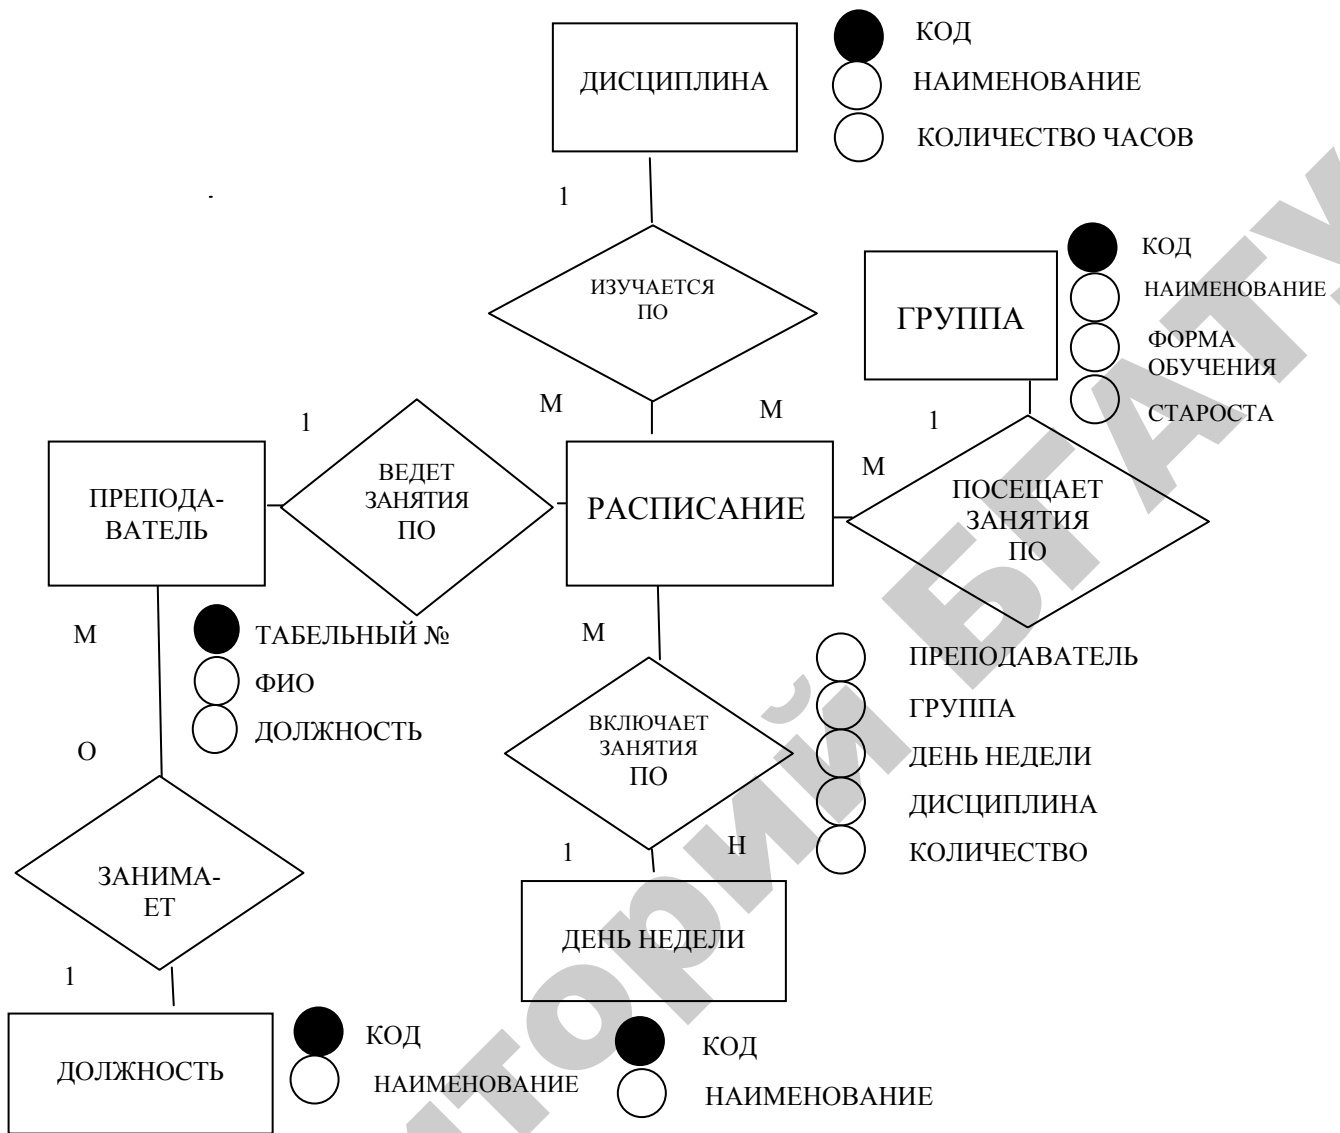 ДИСЦИПЛИНА
КОД
НАИМЕНОВАНИЕ
КОЛИЧЕСТВО ЧАСОВ
1
ИЗУЧАЕТСЯ
ПО
М
М
ГРУППА
КОД
НАИМЕНОВАНИЕ
ФОРМА
ОБУЧЕНИЯ
СТАРОСТА
1
1
М
ПРЕПОДА-
ВАТЕЛЬ
ВЕДЕТ
ЗАНЯТИЯ
ПО
РАСПИСАНИЕ
ПОСЕЩАЕТ
ЗАНЯТИЯ
ПО
М
ТАБЕЛЬНЫЙ №
ФИО
ДОЛЖНОСТЬ
О
М
ВКЛЮЧАЕТ
ЗАНЯТИЯ
ПО
ПРЕПОДАВАТЕЛЬ
ГРУППА
ДЕНЬ НЕДЕЛИ
ДИСЦИПЛИНА
КОЛИЧЕСТВО
1
Н
ЗАНИМА-
ЕТ
ДЕНЬ НЕДЕЛИ
1
ДОЛЖНОСТЬ
КОД
НАИМЕНОВАНИЕ
КОД
НАИМЕНОВАНИЕ
иторий БГАТУ